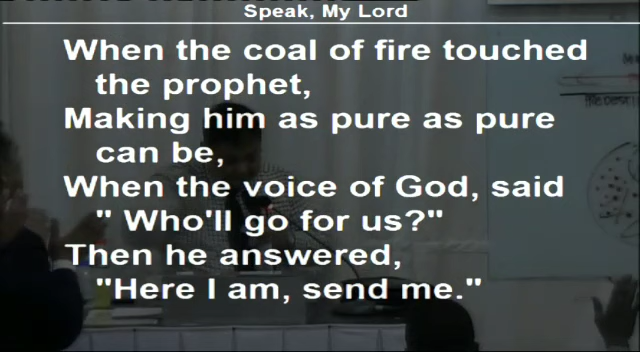 Speak, My Lord
When the coal of fire touched
the prophet,
Making him as pure as pure
can be,
When the voice of God, said
" Who'll go for us?"
Then he answered,
"Here I am, send me."